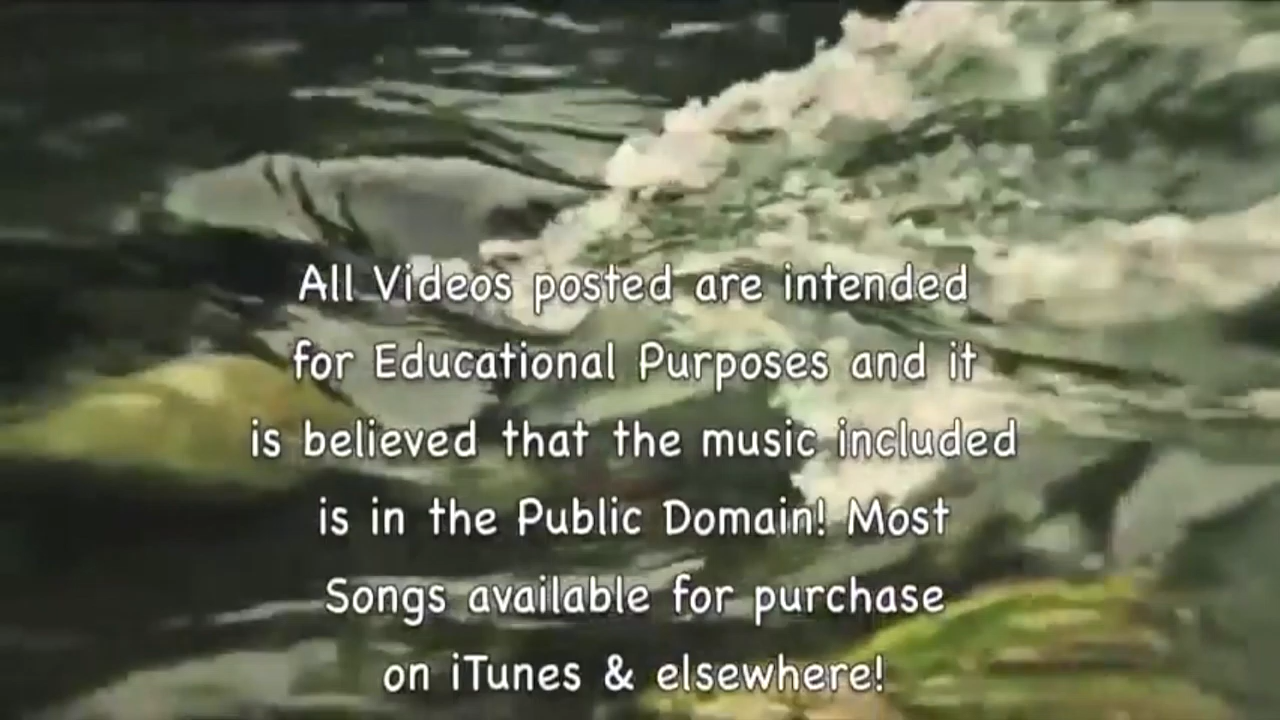 All Videos posted are intended
for Educational Purposes and it
is believed that the music included
is in the Public Domain! Most
Songs available for purchase
on iTunes & elsewhere!